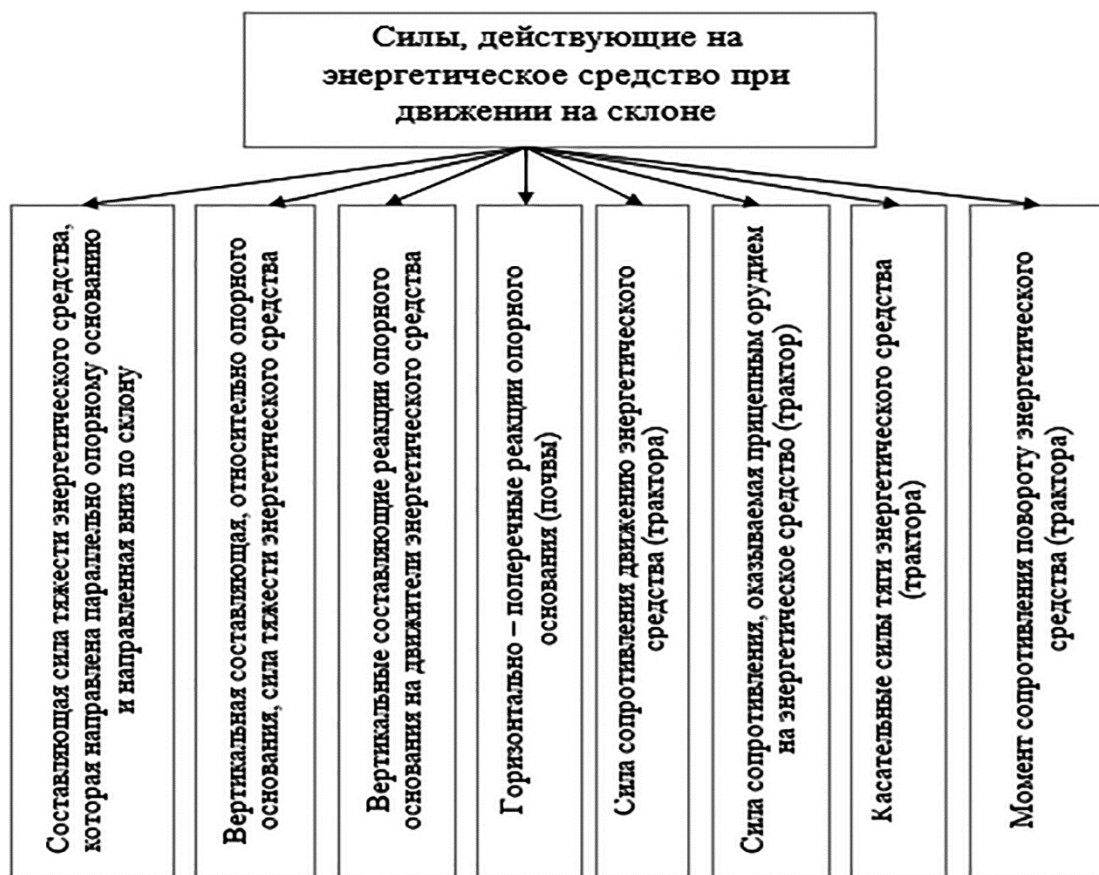 Силы, действующие на
энергетическое средство при
движении на склоне
Составляющая сила тяжести энергетического средства,
которая направлена параллельно опорному основанию
и направленная вниз по склону
Вертикальная составляющая, относительно опорного
основания, сила тяжести энергетического средства
Вертикальные составляющие реакции опорного
основания на движители энергетического средства
Горизонтально – поперечные реакции опорного
основания (почвы)
Сила сопротивления движению энергетического
средства (трактора)
Сила сопротивления, оказываемая прицепным орудием
на энергетическое средство (трактор)
Касательные силы тяги энергетического средства
(трактора)
Момент сопротивления повороту энергетического
средства (трактора)